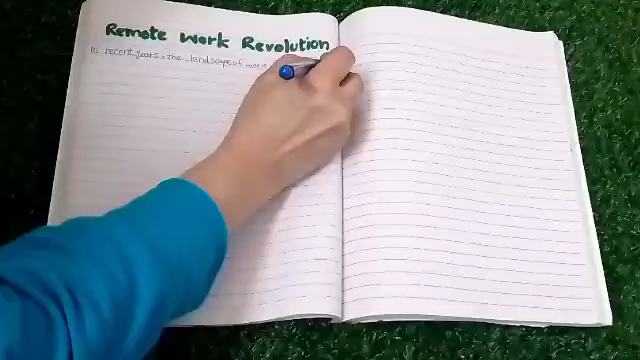 Remote Work Revolution
In recent years, the landscape of work